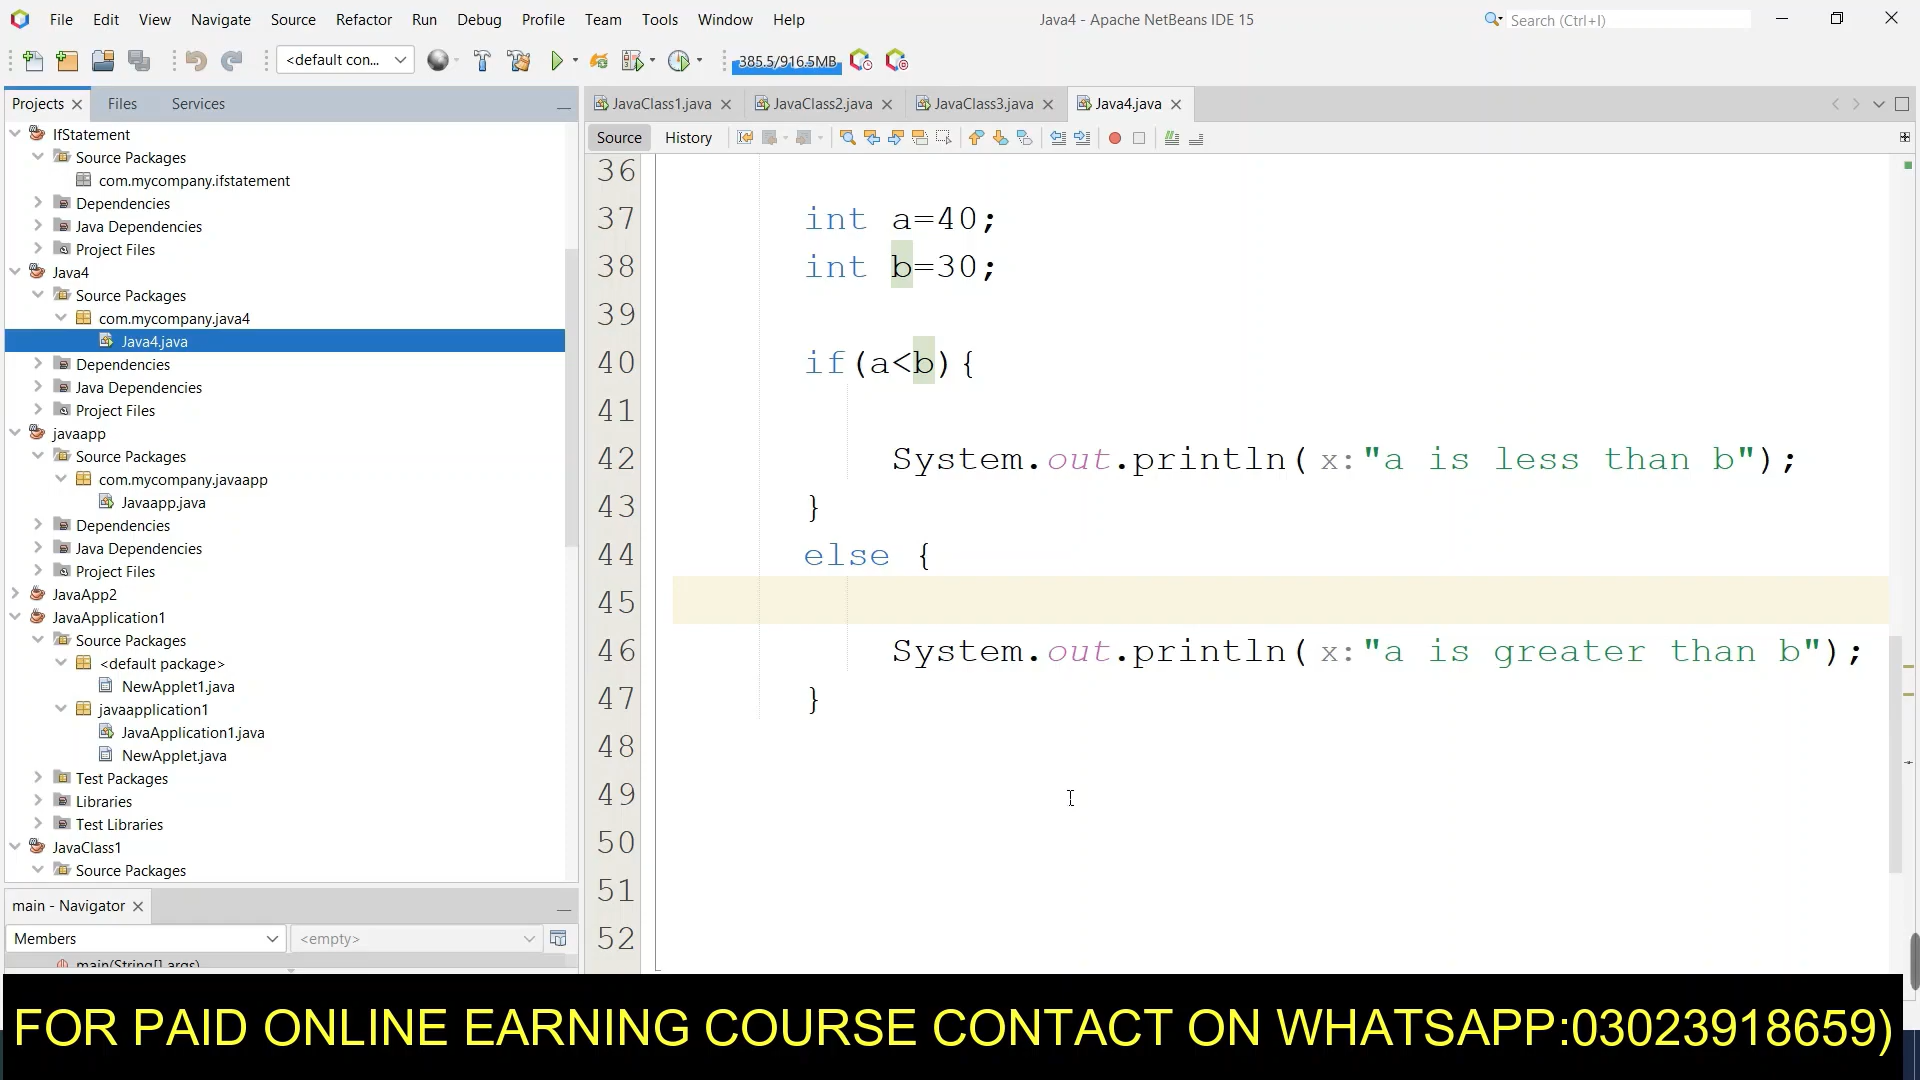 File Edit View Navigate Source Refactor Run Debug Profile Team Tools Window Help
Java4 - Apache NetBeans IDE 15
Search (Ctrl+I)
<default con...
385.5/916.5MB
Projects Files Services
JavaClass1.java JavaClass2.java JavaClass3.java Java4.java
Source History
IfStatement
Source Packages
com.mycompany.ifstatement
Dependencies
Java Dependencies
Project Files
Java4
Source Packages
com.mycompany.java4
Java4.java
Dependencies
Java Dependencies
Project Files
javaapp
Source Packages
com.mycompany.javaapp
Javaapp.java
Dependencies
Java Dependencies
Project Files
JavaApp2
JavaApplication1
Source Packages
<default package>
NewApplet1.java
javaapplication1
JavaApplication1.java
NewApplet.java
Test Packages
Libraries
Test Libraries
JavaClass1
Source Packages
main - Navigator
Members <empty>
main(String[] args)
36
37 int a=40;
38 int b=30;
39
40 if(a<b){
41
42 System.out.println( x:"a is less than b");
43 }
44 else {
45
46 System.out.println( x:"a is greater than b");
47 }
48
49
50
51
52
FOR PAID ONLINE EARNING COURSE CONTACT ON WHATSAPP:03023918659)